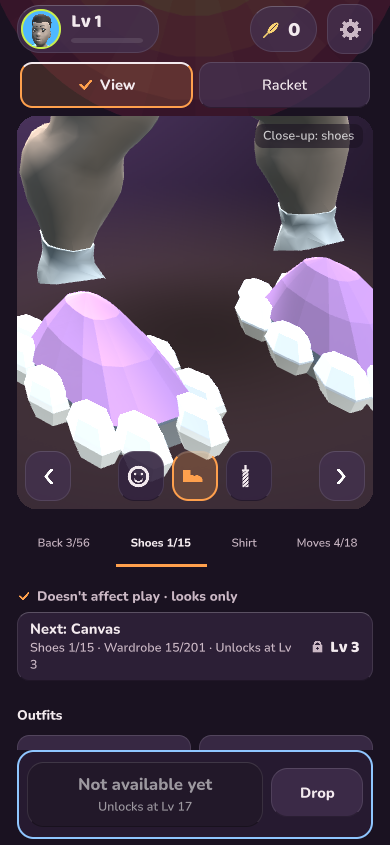 Lv 1
0
View
Racket
Close-up: shoes
Back 3/56
Shoes 1/15
Shirt
Moves 4/18
Doesn't affect play · looks only
Next: Canvas
Shoes 1/15 · Wardrobe 15/201 · Unlocks at Lv
3
Lv 3
Outfits
Not available yet
Unlocks at Lv 17
Drop